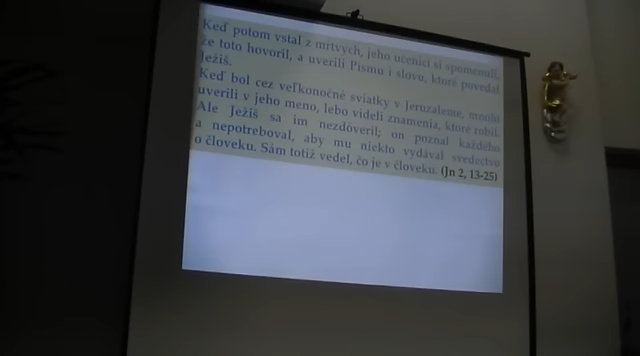 Keď potom vstal z mŕtvych, jeho učeníci si spomenuli,
že toto hovoril, a uverili Písmu i slovu, ktoré povedal
Ježiš.
Keď bol cez veľkonočné sviatky v Jeruzaleme, mnohí
uverili v jeho meno, lebo videli znamenia, ktoré robil.
Ale Ježiš sa im nezdôveril; on poznal každého
a nepotreboval, aby mu niekto vydával svedectvo
o človeku. Sám totiž vedel, čo je v človeku. (Jn 2, 13-25)